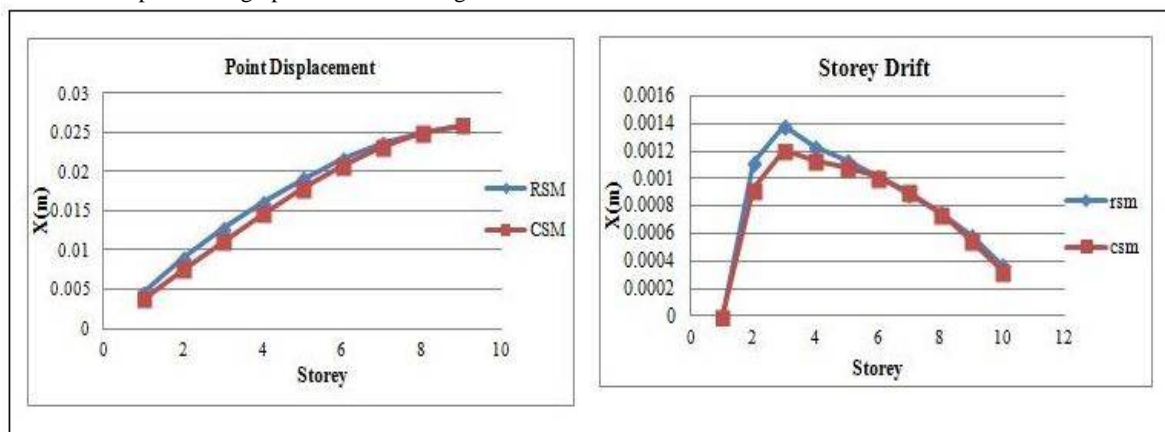 Point Displacement
0.03
0.025
0.02
0.015
0.01
0.005
0
X(m)
0 2 4 6 8 10
Storey
RSM
CSM
Storey Drift
0.0016
0.0014
0.0012
0.001
0.0008
0.0006
0.0004
0.0002
0
X(m)
0 2 4 6 8 10 12
Storey
rsm
csm